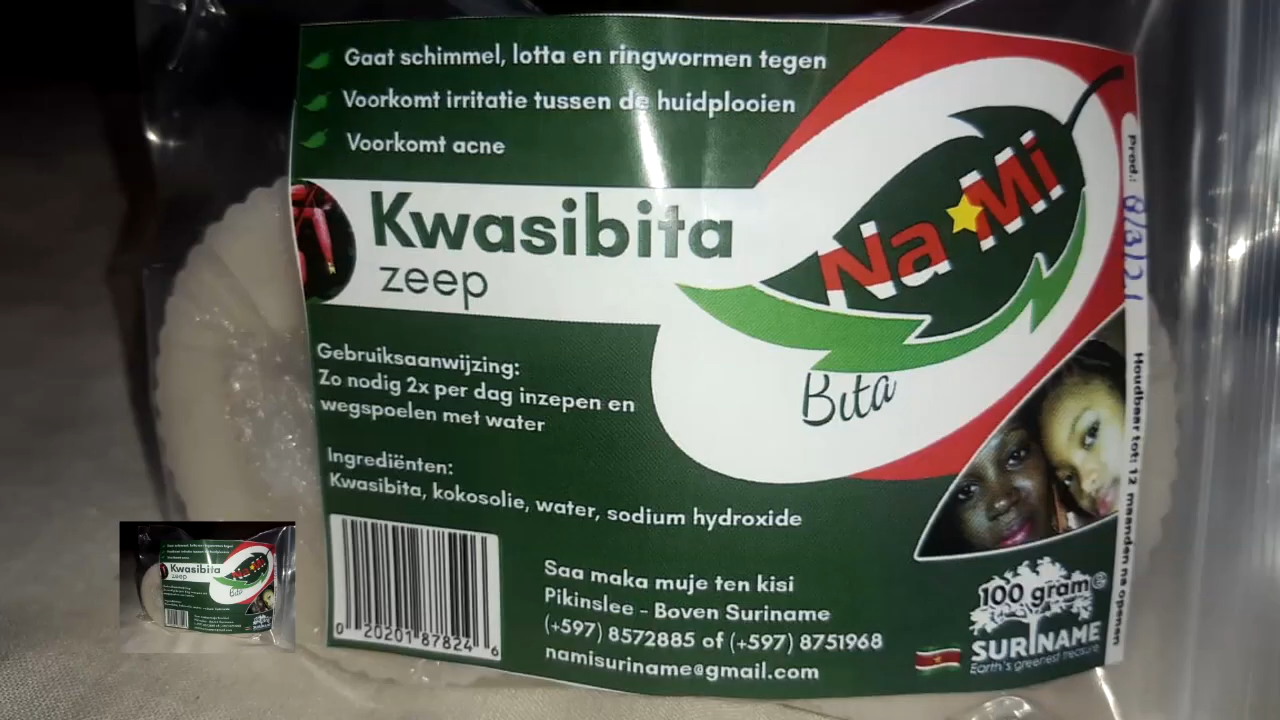 Gaat schimmel, lotta en ringwormen tegen
Voorkomt irritatie tussen de huidplooien
Voorkomt acne
Kwasibita
zeep
Na Mi
Bita
Gebruiksaanwijzing:
Zo nodig 2x per dag inzepen en
wegspoelen met water
Ingrediënten:
Kwasibita, kokosolie, water, sodium hydroxide
0 20201 87824 6
Saa maka muje ten kisi
Pikinslee - Boven Suriname
(+597) 8572885 of (+597) 8751968
namisuriname@gmail.com
100 gram e
SURINAME
Earth's greenest treasure
Prod.: 8/3/21
Houdbaar tot: 12 maanden na openen